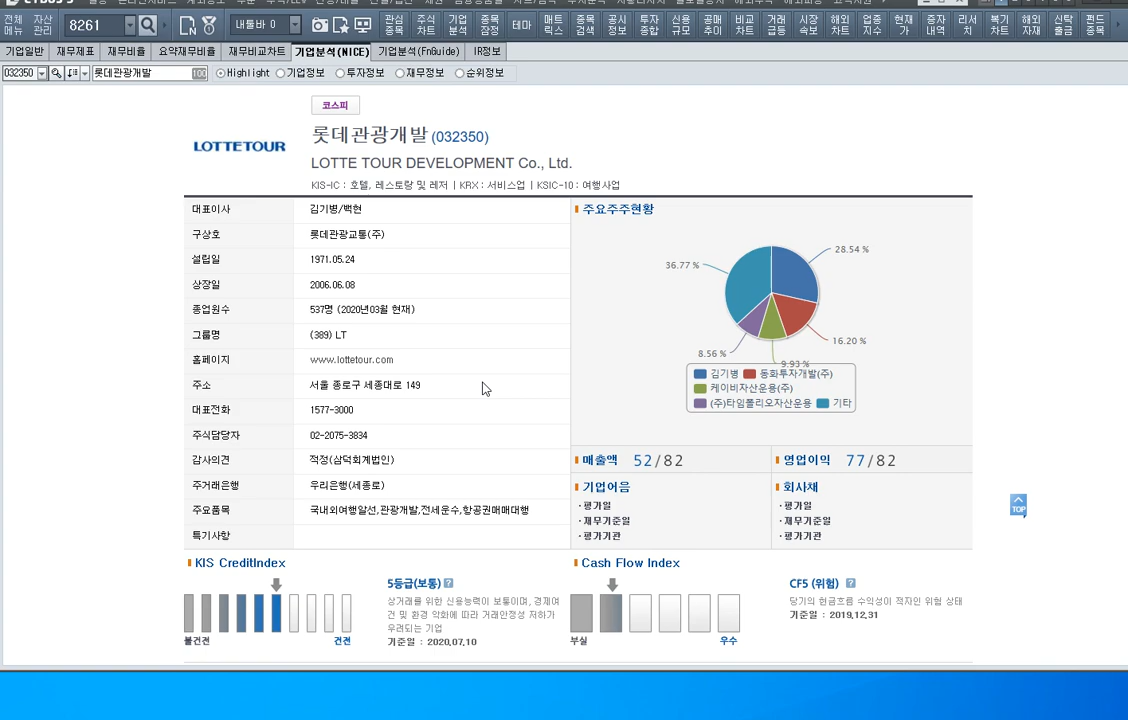 전체 메뉴 자산 관리 8261 내돌바 0 관심 종목 주식 차트 기업 분석 종목 잠정 테마 매트 릭스 종목 검색 공시 정보 투자 종합 신용 규모 공매 추미 비교 차트 거래 급등 시장 속보 해외 차트 업종 지수 현재 가 증자 내역 리서 치 복기 차트 해외 자재 신탁 출금 펀드 종목
기업일반 재무제표 재무비율 요약재무비율 재무비교차트 기업분석(NICE) 기업분석(FnGuide) IR정보
032350 롯데관광개발 100 Highlight 기업정보 투자정보 재무정보 순위정보
코스피
롯데관광개발 (032350)
LOTTETOUR
LOTTE TOUR DEVELOPMENT Co., Ltd.
KIS-IC : 호텔, 레스토랑 및 레저 | KRX : 서비스업 | KSIC-10 : 여행사업
대표이사 김기병/백현
구상호 롯데관광교통(주)
설립일 1971.05.24
상장일 2006.06.08
종업원수 537명 (2020년03월 현재)
그룹명 (389) LT
홈페이지 www.lottetour.com
주소 서울 종로구 세종대로 149
대표전화 1577-3000
주식담당자 02-2075-3834
감사의견 적정(삼덕회계법인)
주거래은행 우리은행(세종로)
주요품목 국내외여행알선,관광개발,전세운수,항공권매매대행
특기사항
주요주주현황
28.54 %
36.77 %
16.20 %
8.56 %
9.93 %
김기병 동화투자개발(주)
케이비자산운용(주)
(주)타임폴리오자산운용 기타
매출액 52/82 영업이익 77/82
기업어음 회사채
·평가일 ·평가일
·재무기준일 ·재무기준일
·평가기관 ·평가기관
TOP
KIS CreditIndex
불건전 건전
5등급(보통) ?
상거래를 위한 신용능력이 보통이며, 경제여
건 및 환경 악화에 따라 거래안정성 저하가
우려되는 기업
기준일 : 2020.07.10
Cash Flow Index
부실 우수
CF5 (위험) ?
당기의 현금흐름 수익성이 적자인 위험 상태
기준일 : 2019.12.31